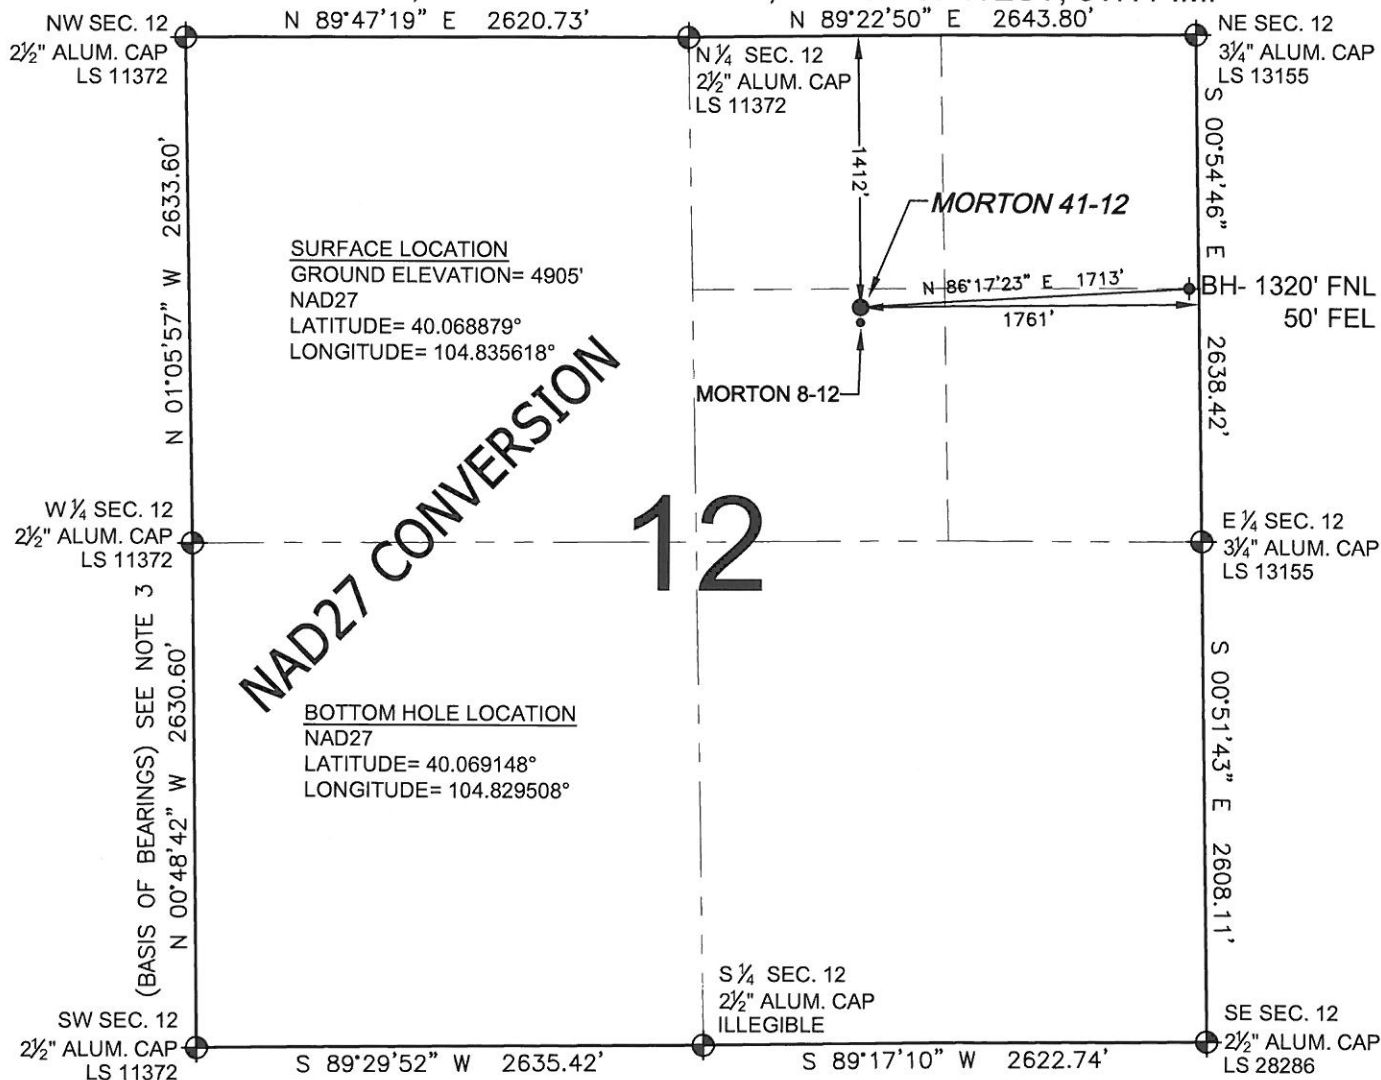 N 89°47'19" E 2620.73'
N 89°22'50" E 2643.80'
NW SEC. 12
2½" ALUM. CAP
LS 11372
N ¼ SEC. 12
2½" ALUM. CAP
LS 11372
NE SEC. 12
3¼" ALUM. CAP
LS 13155
N 01°05'57" W 2633.60'
S 00°54'46" E 2638.42'
1412'
MORTON 41-12
SURFACE LOCATION
GROUND ELEVATION= 4905'
NAD27
LATITUDE= 40.068879°
LONGITUDE= 104.835618°
N 86°17'23" E 1713'
BH- 1320' FNL
50' FEL
1761'
MORTON 8-12
NAD27 CONVERSION
12
W ¼ SEC. 12
2½" ALUM. CAP
LS 11372
E ¼ SEC. 12
3¼" ALUM. CAP
LS 13155
(BASIS OF BEARINGS) SEE NOTE 3
N 00°48'42" W 2630.60'
S 00°51'43" E 2608.11'
BOTTOM HOLE LOCATION
NAD27
LATITUDE= 40.069148°
LONGITUDE= 104.829508°
SW SEC. 12
2½" ALUM. CAP
LS 11372
S ¼ SEC. 12
2½" ALUM. CAP
ILLEGIBLE
SE SEC. 12
2½" ALUM. CAP
LS 28286
S 89°29'52" W 2635.42'
S 89°17'10" W 2622.74'